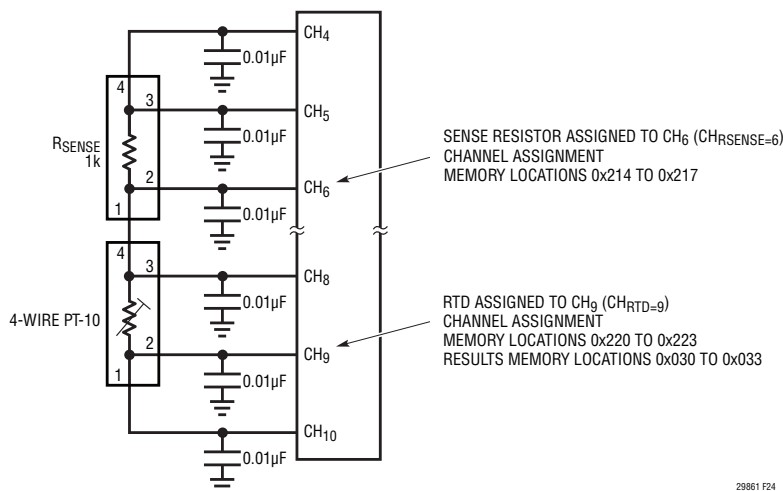 CH4
0.01µF
4
3
CH5
RSENSE
1k
0.01µF
2
CH6
1
0.01µF
SENSE RESISTOR ASSIGNED TO CH6 (CHRSENSE=6)
CHANNEL ASSIGNMENT
MEMORY LOCATIONS 0x214 TO 0x217
4
3
CH8
4-WIRE PT-10
0.01µF
2
CH9
1
0.01µF
RTD ASSIGNED TO CH9 (CHRTD=9)
CHANNEL ASSIGNMENT
MEMORY LOCATIONS 0x220 TO 0x223
RESULTS MEMORY LOCATIONS 0x030 TO 0x033
CH10
0.01µF
29861 F24